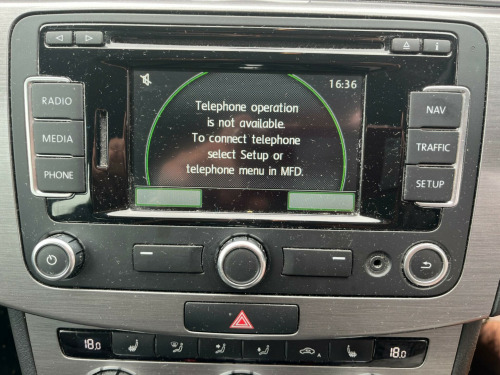 16:36
RADIO
MEDIA
PHONE
Telephone operation
is not available.
To connect telephone
select Setup or
telephone menu in MFD.
NAV
TRAFFIC
SETUP
18.0
A
18.0